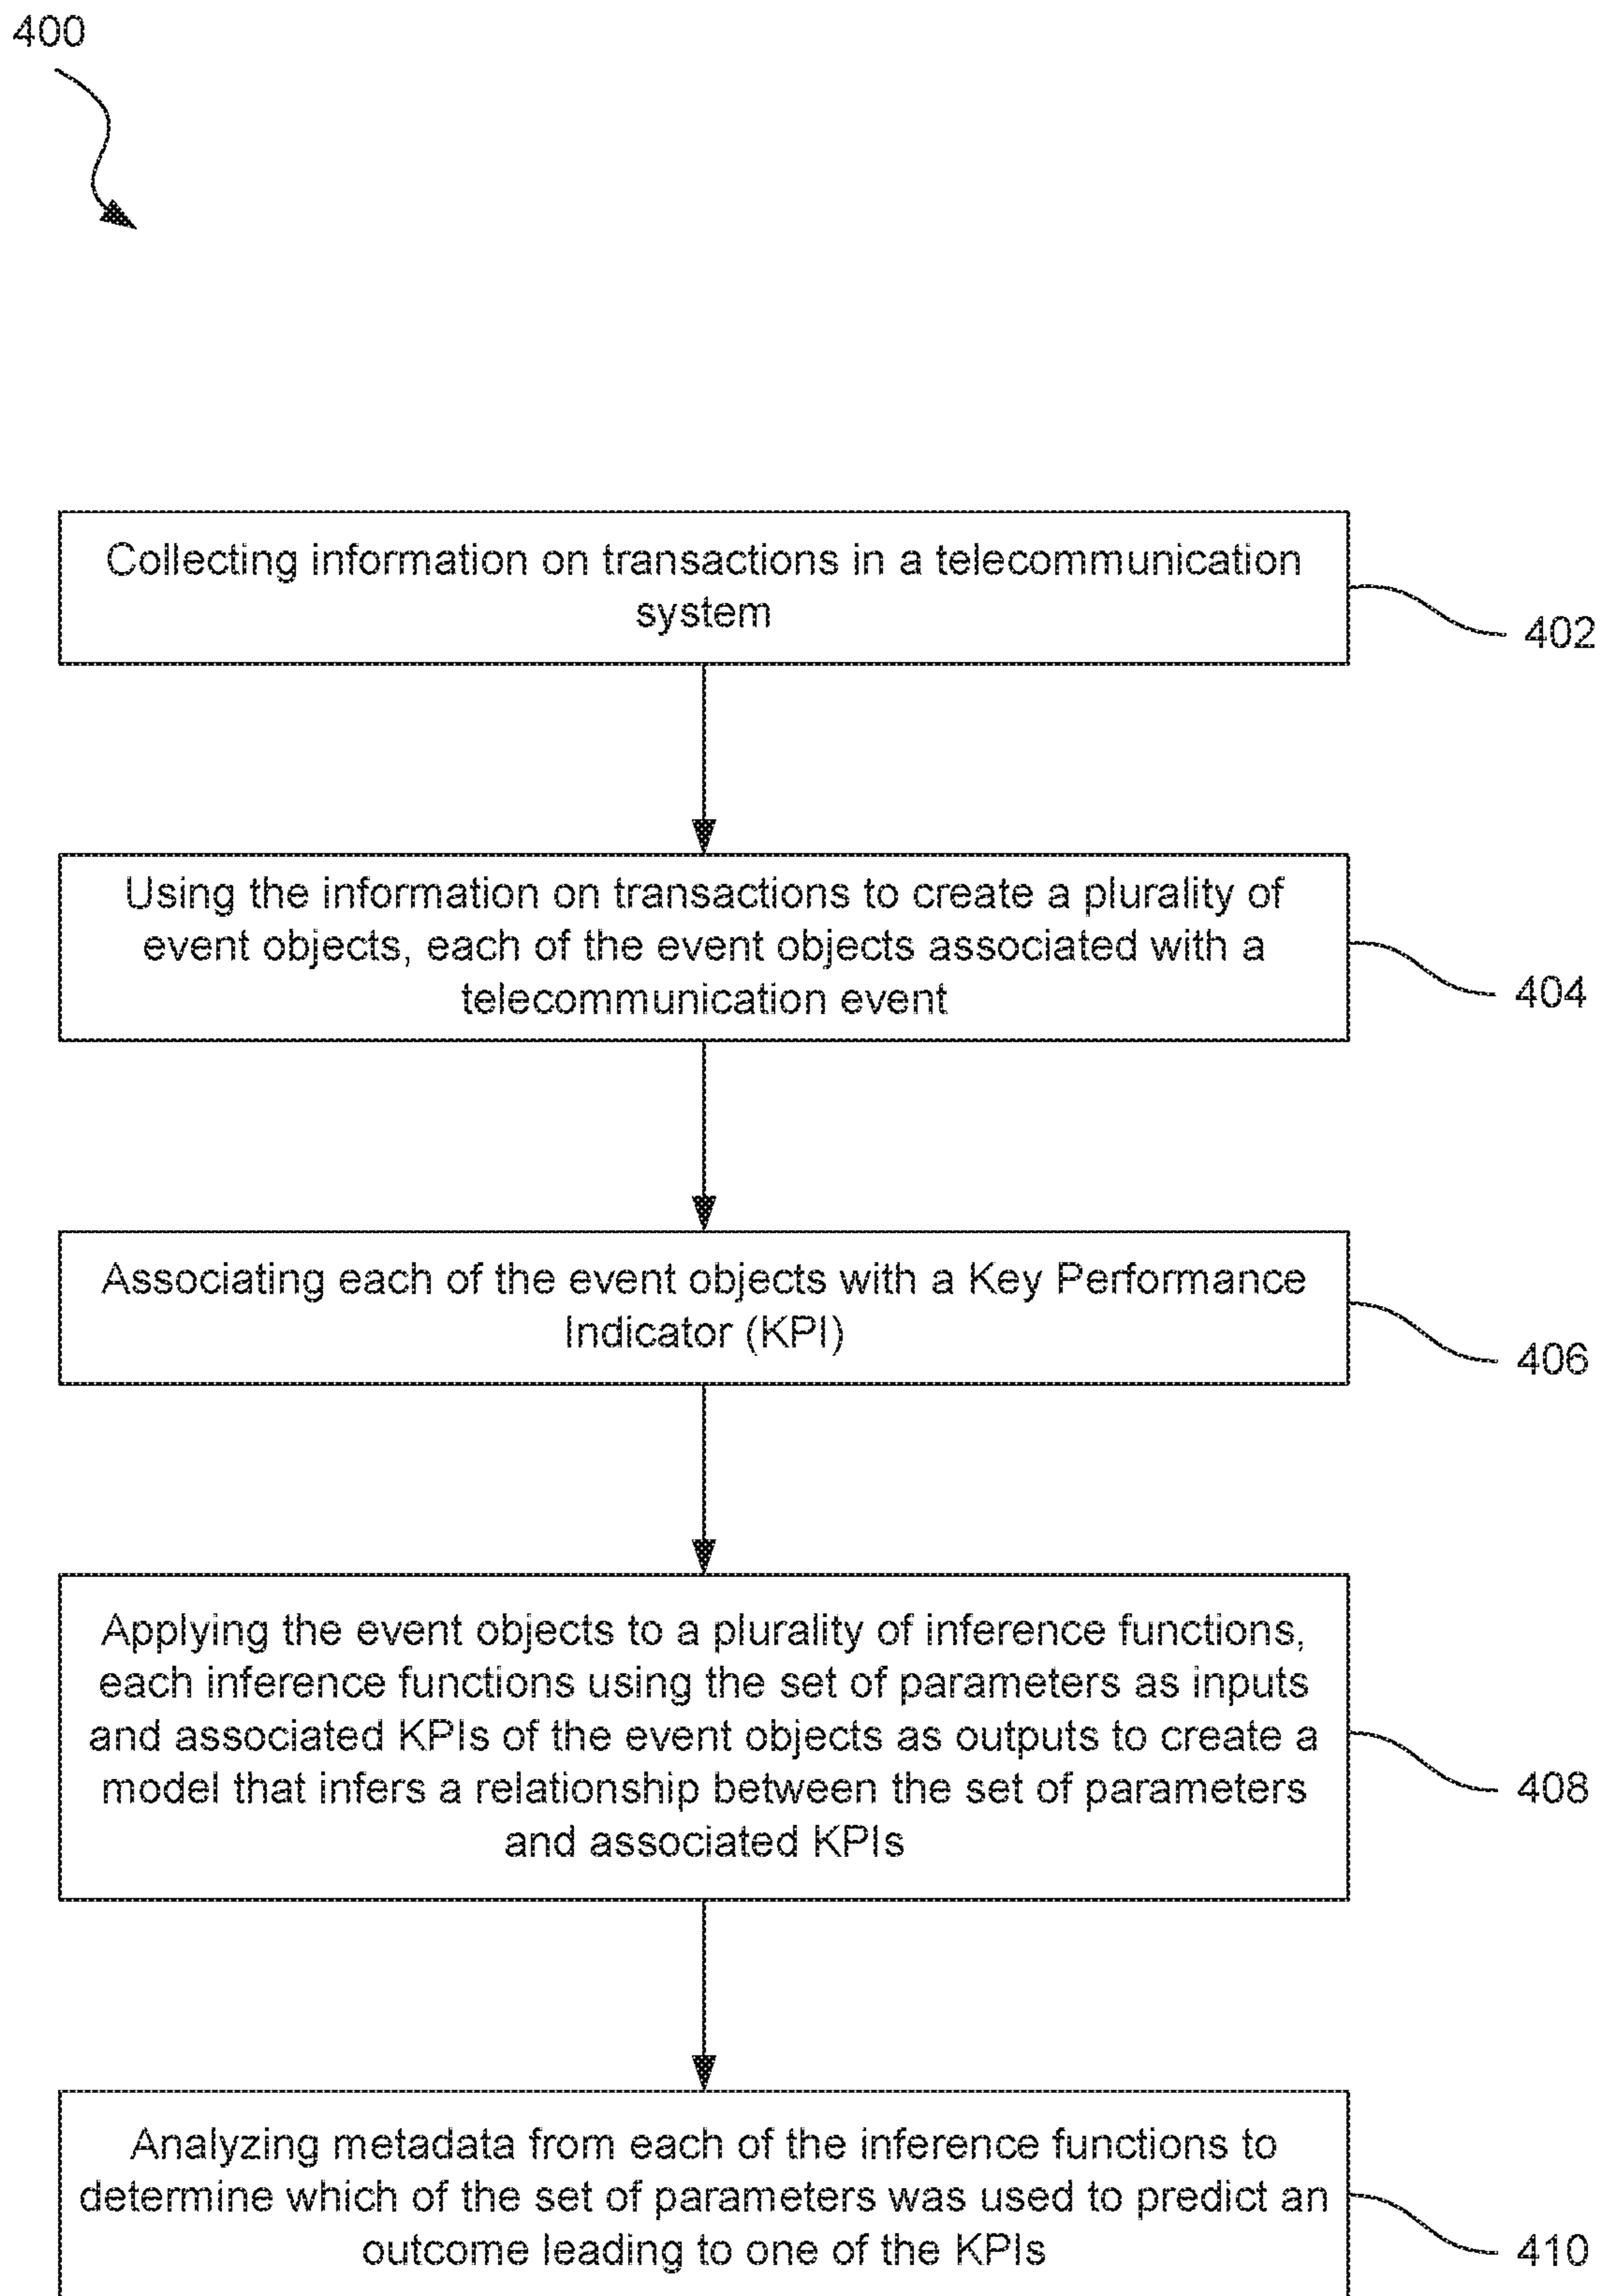 400
Collecting information on transactions in a telecommunication
system
402
Using the information on transactions to create a plurality of
event objects, each of the event objects associated with a
telecommunication event
404
Associating each of the event objects with a Key Performance
Indicator (KPI)
406
Applying the event objects to a plurality of inference functions,
each inference functions using the set of parameters as inputs
and associated KPIs of the event objects as outputs to create a
model that infers a relationship between the set of parameters
and associated KPIs
408
Analyzing metadata from each of the inference functions to
determine which of the set of parameters was used to predict an
outcome leading to one of the KPIs
410